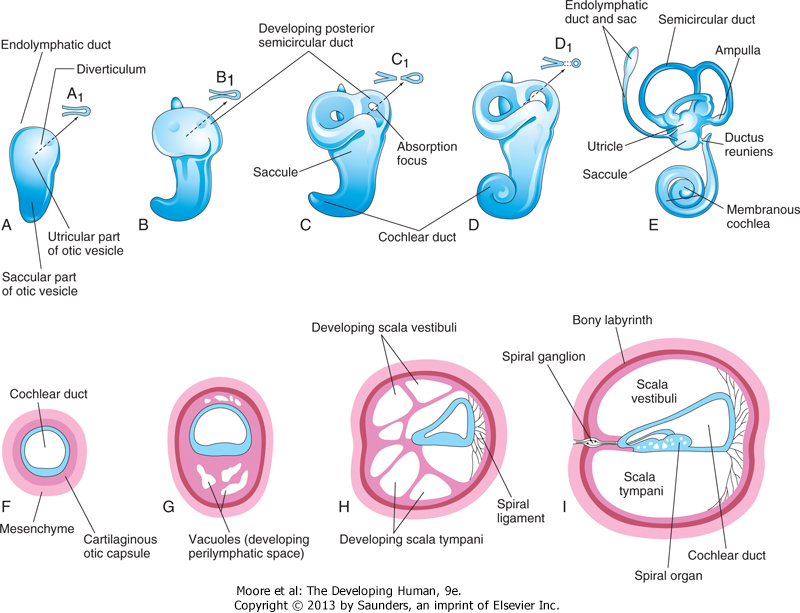 Endolymphatic duct
Diverticulum
A1
A
Utricular part
of otic vesicle
Saccular part
of otic vesicle
B1
B
Developing posterior
semicircular duct
C1
Absorption
focus
Saccule
C
Cochlear duct
D1
D
Endolymphatic
duct and sac
Semicircular duct
Ampulla
Utricle
Ductus
reuniens
Saccule
Membranous
cochlea
E
Cochlear duct
F
Mesenchyme
Cartilaginous
otic capsule
G
Vacuoles (developing
perilymphatic space)
Developing scala vestibuli
H
Spiral
ligament
Developing scala tympani
Bony labyrinth
Spiral ganglion
Scala
vestibuli
Scala
tympani
I
Cochlear duct
Spiral organ
Moore et al: The Developing Human, 9e.
Copyright © 2013 by Saunders, an imprint of Elsevier Inc.